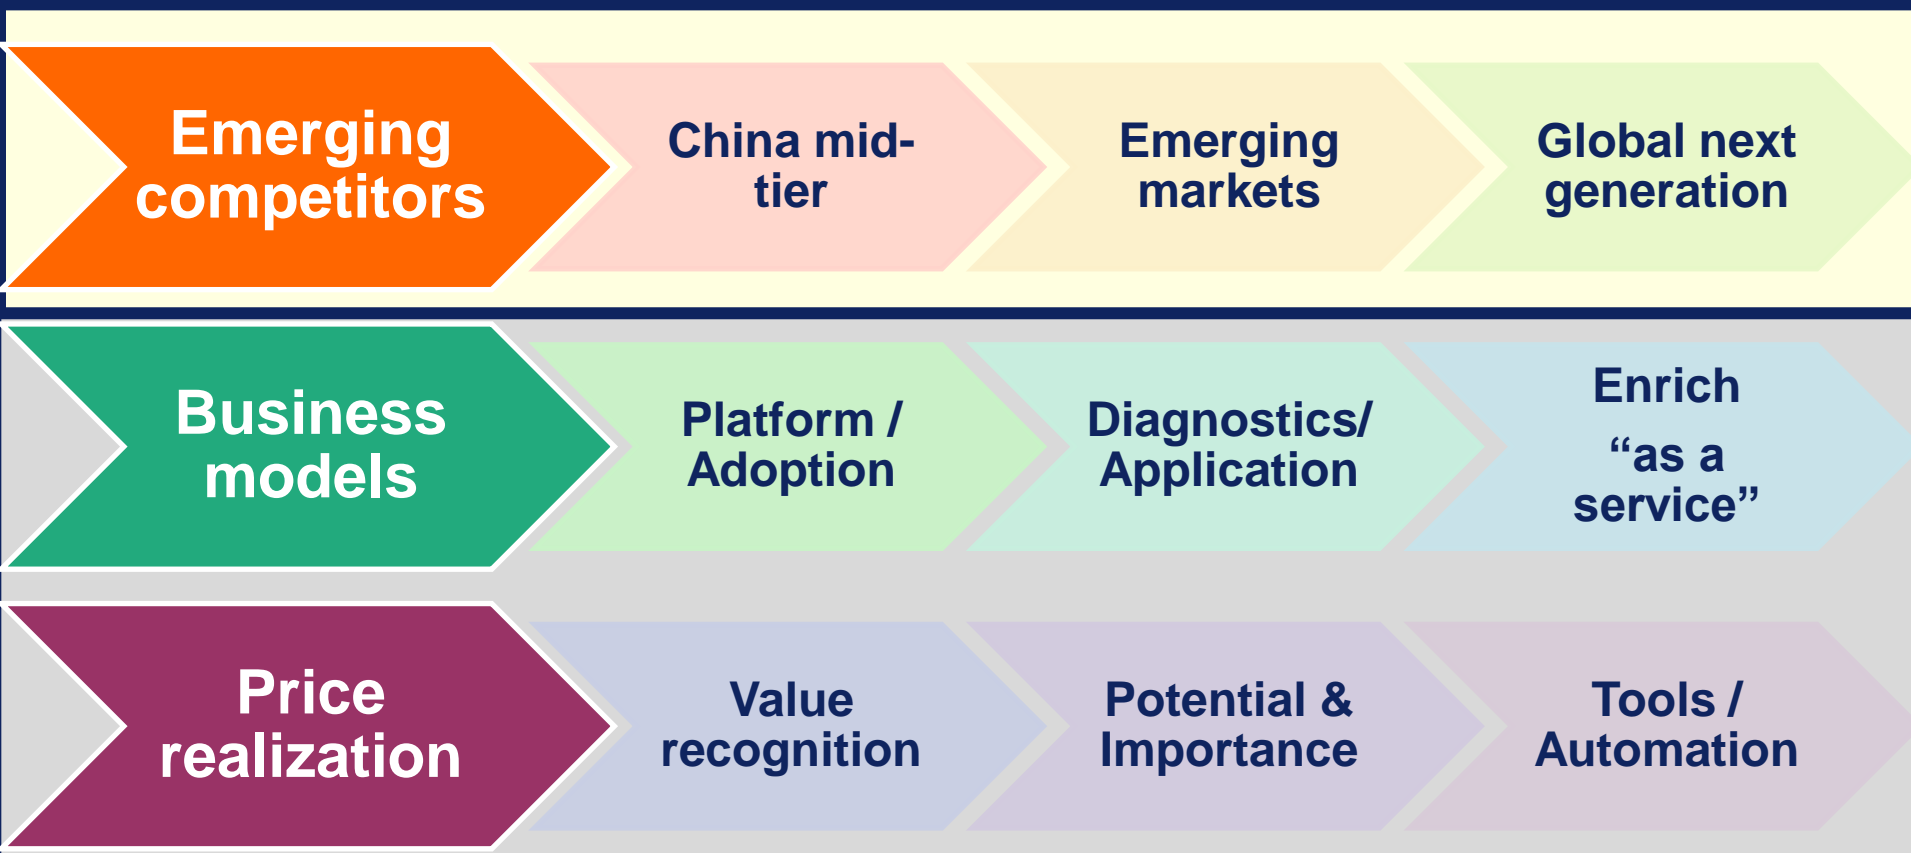 Emerging
competitors
China mid-
tier
Emerging
markets
Global next
generation
Business
models
Platform /
Adoption
Diagnostics/
Application
Enrich
“as a
service”
Price
realization
Value
recognition
Potential &
Importance
Tools /
Automation